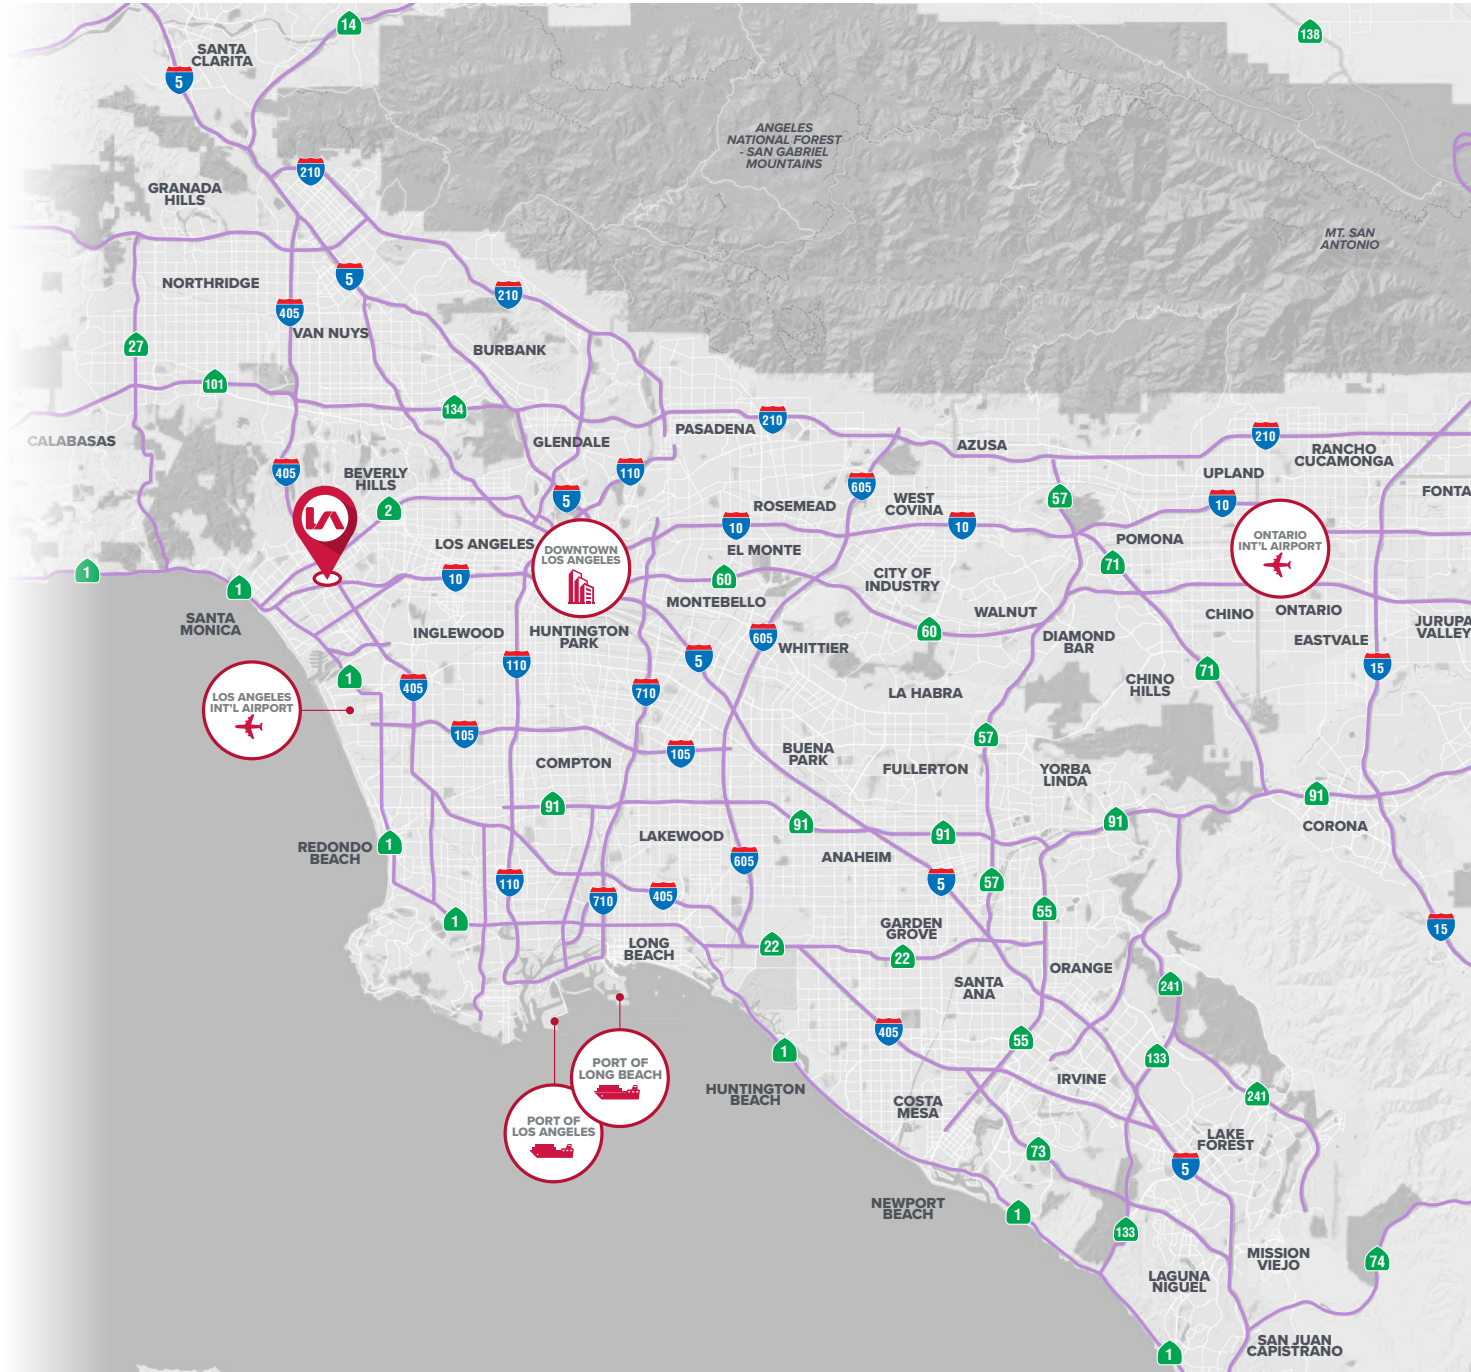 14
138
SANTA
CLARITA
5
ANGELES
NATIONAL FOREST
- SAN GABRIEL
MOUNTAINS
210
GRANADA
HILLS
MT. SAN
ANTONIO
NORTHRIDGE
5
210
405
VAN NUYS
27
BURBANK
101
134
210
PASADENA
CALABASAS
GLENDALE
AZUSA
210
RANCHO
CUCAMONGA
405
BEVERLY
HILLS
110
605
UPLAND
5
57
FONTA
2
ROSEMEAD
WEST
COVINA
10
10
10
LOS ANGELES
DOWNTOWN
LOS ANGELES
EL MONTE
POMONA
ONTARIO
INT'L AIRPORT
1
1
10
60
CITY OF
INDUSTRY
71
MONTEBELLO
WALNUT
CHINO
ONTARIO
SANTA
MONICA
INGLEWOOD
HUNTINGTON
PARK
605
WHITTIER
60
DIAMOND
BAR
EASTVALE
JURUPA
VALLEY
110
5
71
15
1
405
710
LA HABRA
CHINO
HILLS
LOS ANGELES
INT'L AIRPORT
105
105
57
COMPTON
BUENA
PARK
FULLERTON
YORBA
LINDA
91
91
91
91
91
REDONDO
BEACH
1
LAKEWOOD
605
ANAHEIM
CORONA
110
710
405
5
57
55
1
LONG
BEACH
22
GARDEN
GROVE
22
15
ORANGE
SANTA
ANA
241
405
55
133
1
PORT OF
LONG BEACH
HUNTINGTON
BEACH
IRVINE
COSTA
MESA
241
PORT OF
LOS ANGELES
73
LAKE
FOREST
5
NEWPORT
BEACH
1
133
MISSION
VIEJO
74
LAGUNA
NIGUEL
SAN JUAN
CAPISTRANO
1